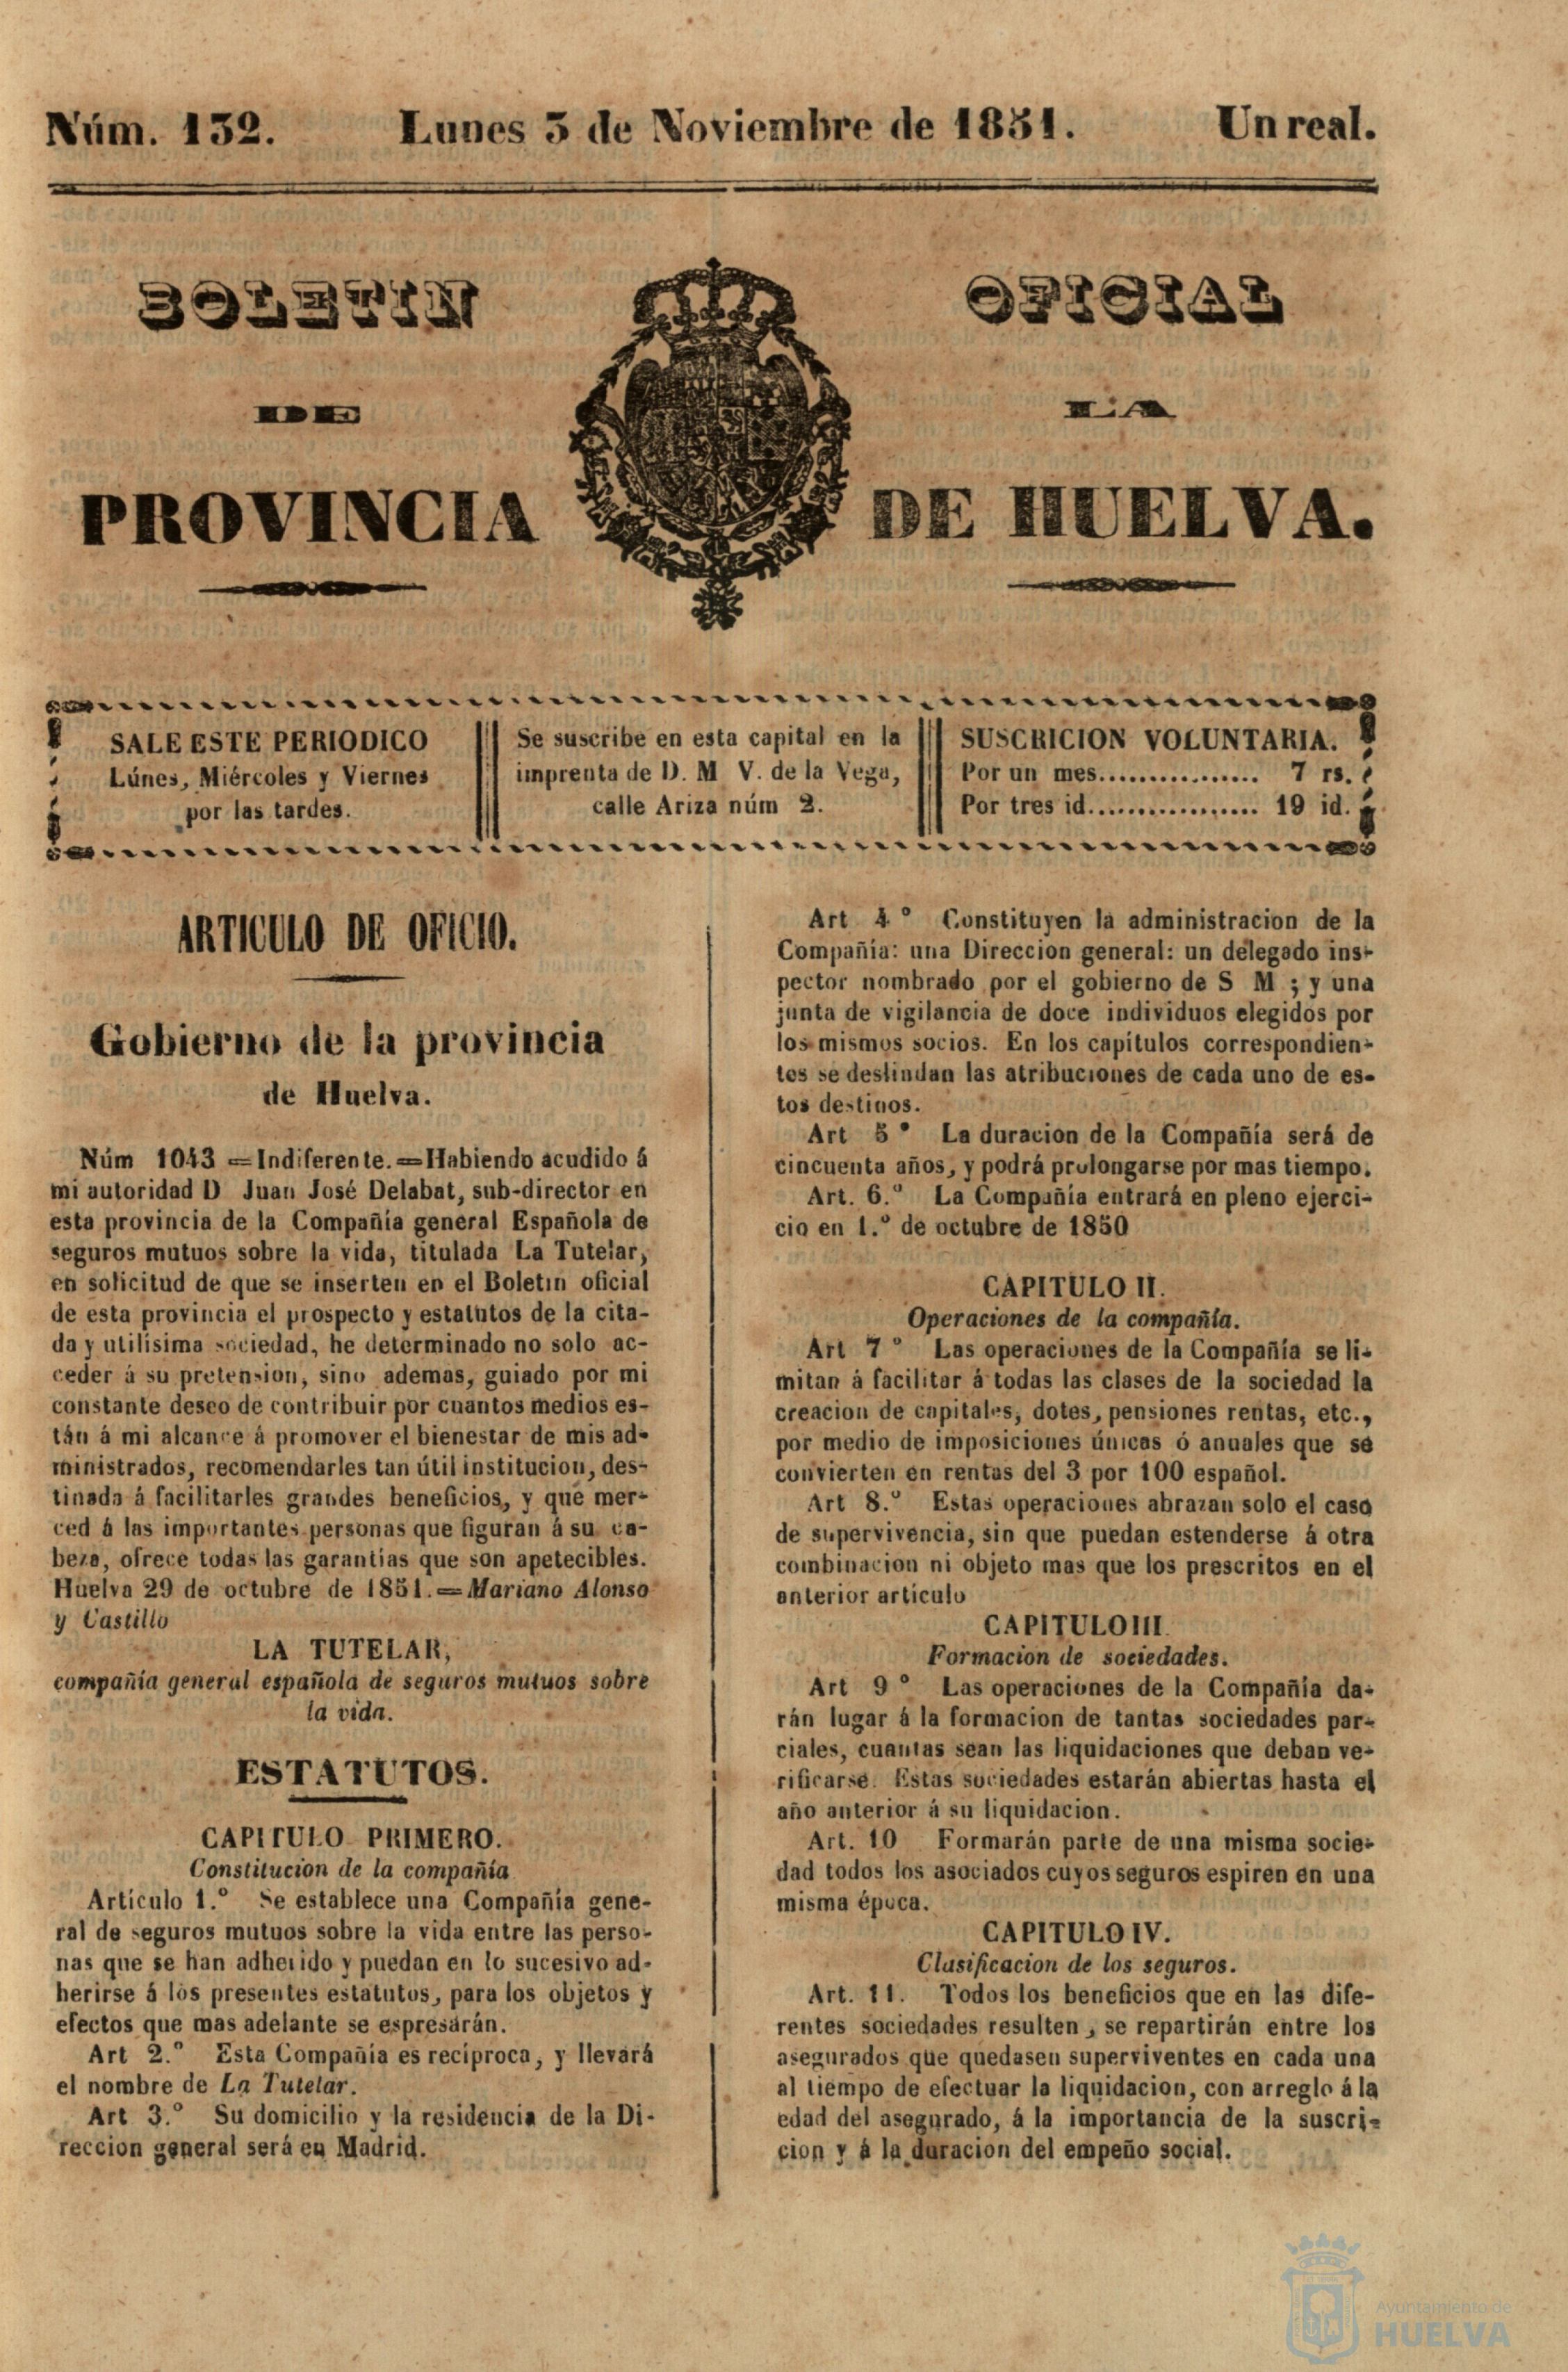 Núm. 132.
Lunes 3 de Noviembre de 1851.
Un real.
BOLETIN OFICIAL
DE LA
PROVINCIA DE HUELVA.
SALE ESTE PERIODICO
Lúnes, Miércoles y Viernes
por las tardes.
Se suscribe en esta capital en la
imprenta de D. M V. de la Vega,
calle Ariza núm 2.
SUSCRICION VOLUNTARIA.
Por un mes................ 7 rs.
Por tres id................. 19 id.
ARTICULO DE OFICIO.
Gobierno de la provincia
de Huelva.
Núm 1043 =Indiferente.=Habiendo acudido á
mi autoridad D Juan José Delabat, sub-director en
esta provincia de la Compañía general Española de
seguros mutuos sobre la vida, titulada La Tutelar,
en solicitud de que se inserten en el Boletin oficial
de esta provincia el prospecto y estatutos de la cita-
da y utilísima sociedad, he determinado no solo ac-
ceder á su pretension, sino ademas, guiado por mi
constante deseo de contribuir por cuantos medios es-
tán á mi alcance á promover el bienestar de mis ad-
ministrados, recomendarles tan útil institucion, des-
tinada á facilitarles grandes beneficios, y que mer-
ced á las importantes personas que figuran á su ca-
beza, ofrece todas las garantías que son apetecibles.
Huelva 29 de octubre de 1851.=Mariano Alonso
y Castillo
LA TUTELAR,
compañía general española de seguros mutuos sobre
la vida.
ESTATUTOS.
CAPITULO PRIMERO.
Constitucion de la compañía
Artículo 1.º Se establece una Compañía gene-
ral de seguros mutuos sobre la vida entre las perso-
nas que se han adherido y puedan en lo sucesivo ad-
herirse á los presentes estatutos, para los objetos y
efectos que mas adelante se espresarán.
Art 2.º Esta Compañía es recíproca, y llevará
el nombre de La Tutelar.
Art 3.º Su domicilio y la residencia de la Di-
reccion general será en Madrid.
Art 4 º Constituyen la administracion de la
Compañía: una Direccion general: un delegado ins-
pector nombrado por el gobierno de S M ; y una
junta de vigilancia de doce individuos elegidos por
los mismos socios. En los capítulos correspondien-
tes se deslindan las atribuciones de cada uno de es-
tos destinos.
Art 5 º La duracion de la Compañía será de
cincuenta años, y podrá prolongarse por mas tiempo.
Art. 6.º La Compañía entrará en pleno ejerci-
cio en 1.º de octubre de 1850
CAPITULO II.
Operaciones de la compañía.
Art 7 º Las operaciones de la Compañía se li-
mitan á facilitar á todas las clases de la sociedad la
creacion de capitales, dotes, pensiones rentas, etc.,
por medio de imposiciones únicas ó anuales que se
convierten en rentas del 3 por 100 español.
Art 8.º Estas operaciones abrazan solo el caso
de supervivencia, sin que puedan estenderse á otra
combinacion ni objeto mas que los prescritos en el
anterior artículo
CAPITULO III.
Formacion de sociedades.
Art 9 º Las operaciones de la Compañía da-
rán lugar á la formacion de tantas sociedades par-
ciales, cuantas sean las liquidaciones que deban ve-
rificarse. Estas sociedades estarán abiertas hasta el
año anterior á su liquidacion.
Art. 10 Formarán parte de una misma socie-
dad todos los asociados cuyos seguros espiren en una
misma época.
CAPITULO IV.
Clasificacion de los seguros.
Art. 11. Todos los beneficios que en las dife-
rentes sociedades resulten, se repartirán entre los
asegurados que quedasen supervivientes en cada una
al tiempo de efectuar la liquidacion, con arreglo á la
edad del asegurado, á la importancia de la suscri-
cion y á la duracion del empeño social.
Ayuntamiento de
HUELVA